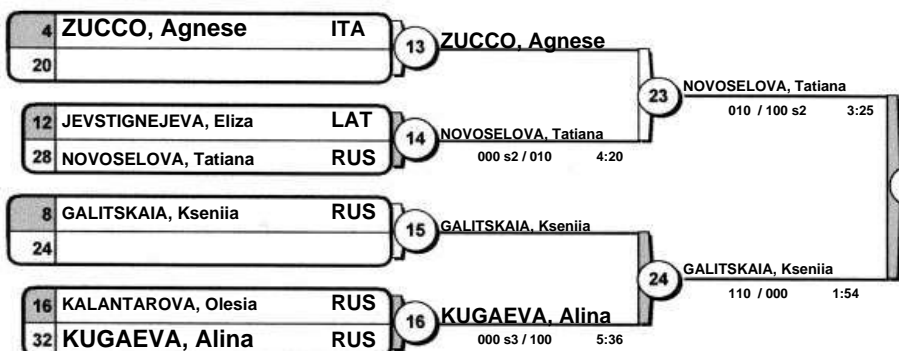 4 ZUCCO, Agnese ITA
20
13 ZUCCO, Agnese
12 JEVSTIGNEJEVA, Eliza LAT
28 NOVOSELOVA, Tatiana RUS
14 NOVOSELOVA, Tatiana
000 s2 / 010 4:20
23 NOVOSELOVA, Tatiana
010 / 100 s2 3:25
8 GALITSKAIA, Kseniia RUS
24
15 GALITSKAIA, Kseniia
16 KALANTAROVA, Olesia RUS
32 KUGAEVA, Alina RUS
16 KUGAEVA, Alina
000 s3 / 100 5:36
24 GALITSKAIA, Kseniia
110 / 000 1:54